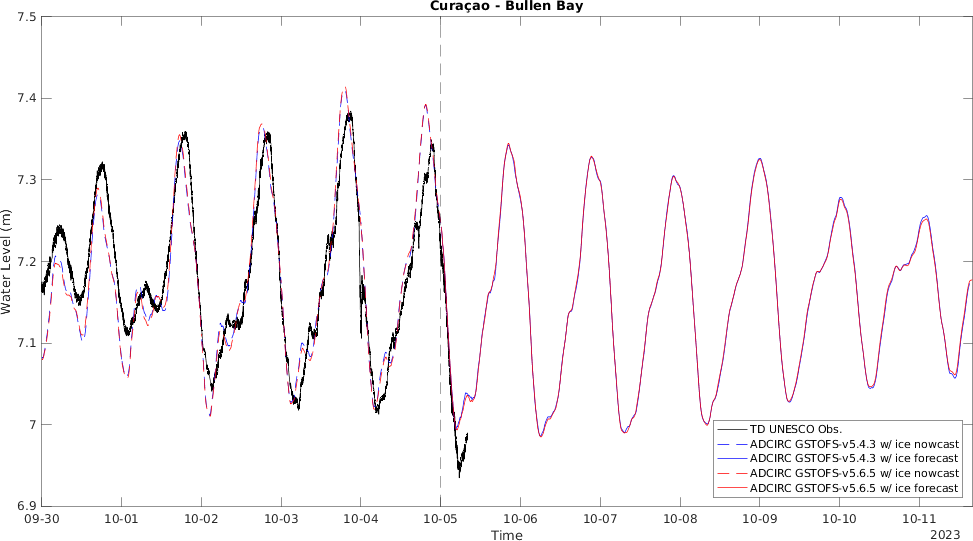 Curaçao - Bullen Bay
Water Level (m)
7.5
7.4
7.3
7.2
7.1
7
6.9
09-30 10-01 10-02 10-03 10-04 10-05 10-06 10-07 10-08 10-09 10-10 10-11
2023
Time
TD UNESCO Obs.
ADCIRC GSTOFS-v5.4.3 w/ ice nowcast
ADCIRC GSTOFS-v5.4.3 w/ ice forecast
ADCIRC GSTOFS-v5.6.5 w/ ice nowcast
ADCIRC GSTOFS-v5.6.5 w/ ice forecast